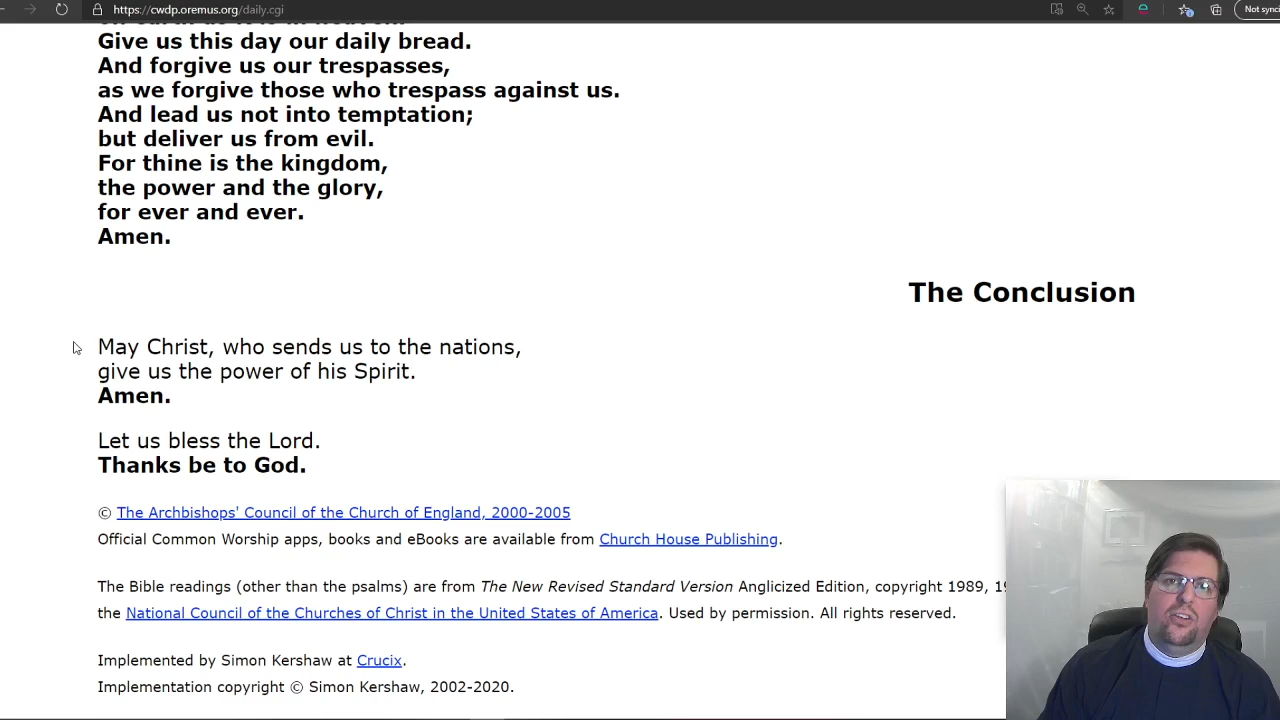 https://cwdp.oremus.org/daily.cgi
Not sync
Give us this day our daily bread.
And forgive us our trespasses,
as we forgive those who trespass against us.
And lead us not into temptation;
but deliver us from evil.
For thine is the kingdom,
the power and the glory,
for ever and ever.
Amen.
The Conclusion
May Christ, who sends us to the nations,
give us the power of his Spirit.
Amen.
Let us bless the Lord.
Thanks be to God.
© The Archbishops' Council of the Church of England, 2000-2005
Official Common Worship apps, books and eBooks are available from Church House Publishing.
The Bible readings (other than the psalms) are from The New Revised Standard Version Anglicized Edition, copyright 1989,
the National Council of the Churches of Christ in the United States of America. Used by permission. All rights reserved.
Implemented by Simon Kershaw at Crucix.
Implementation copyright © Simon Kershaw, 2002-2020.